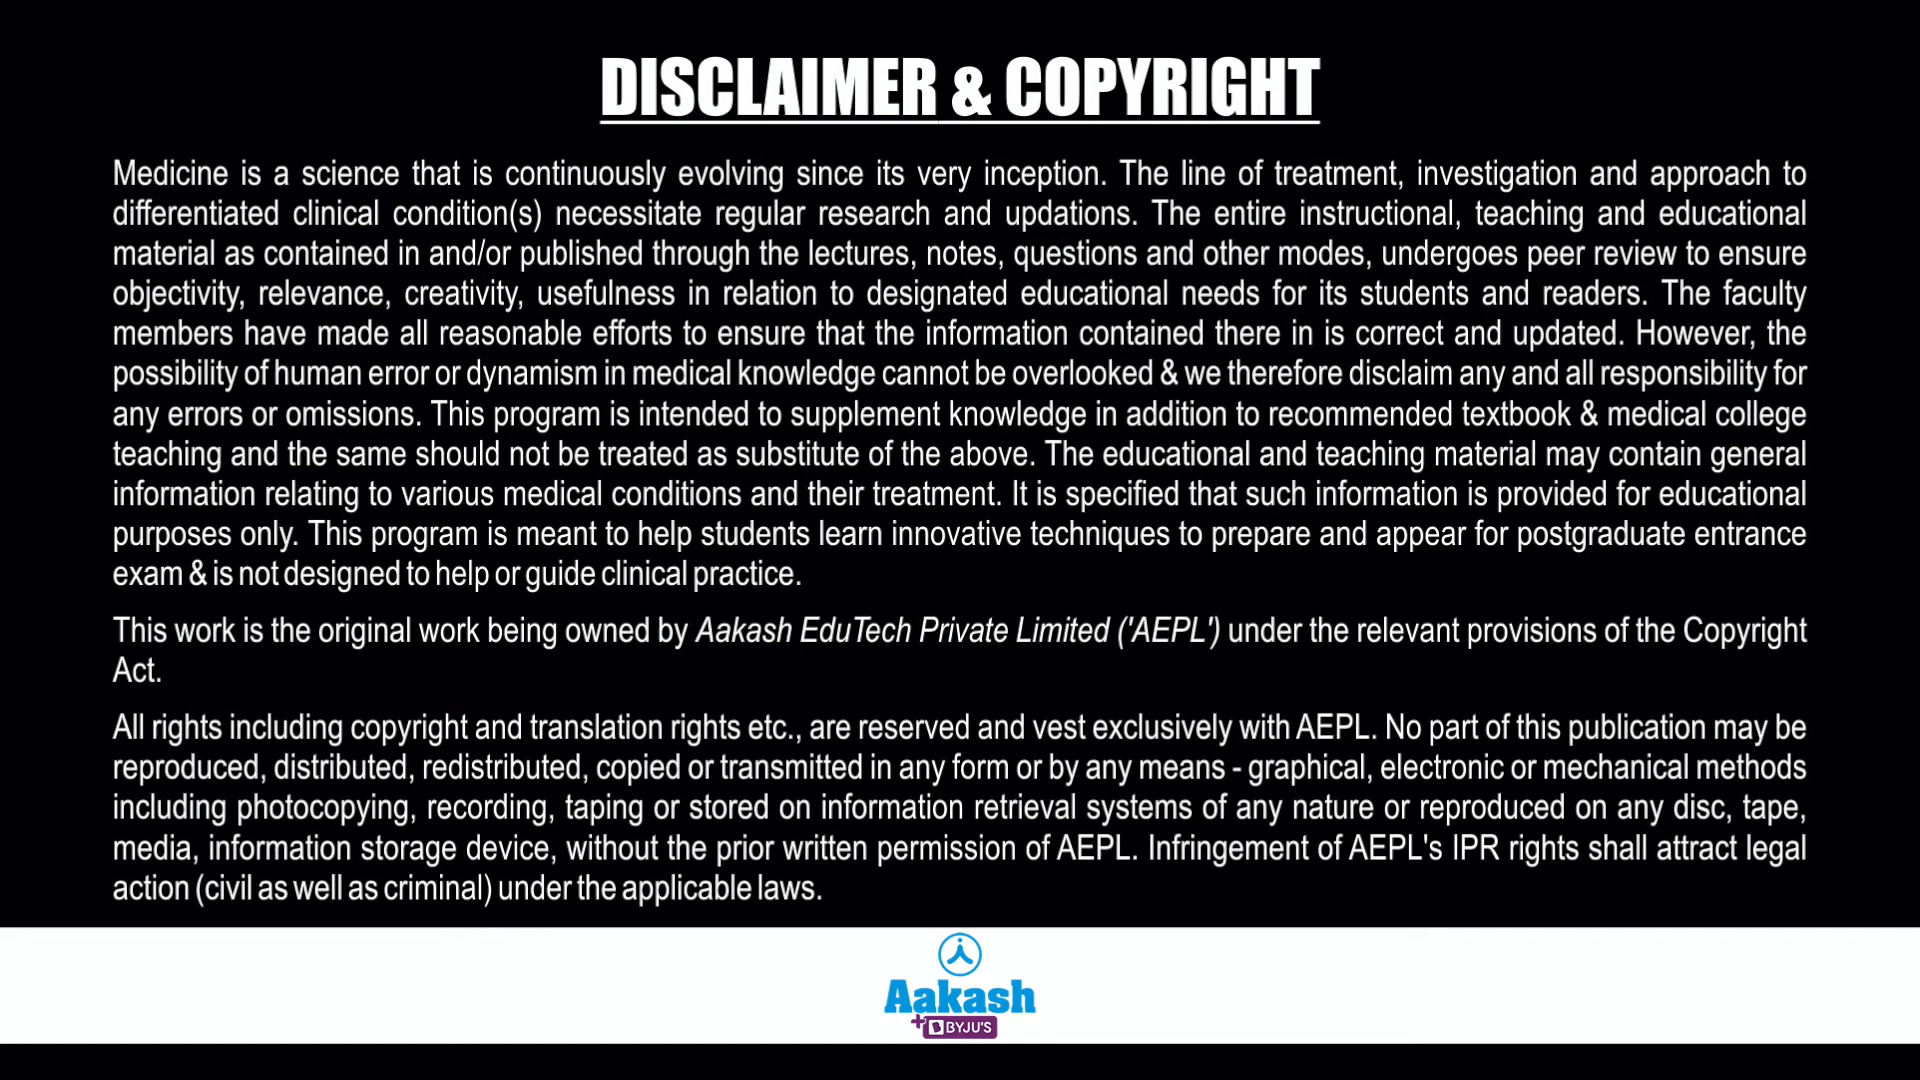 DISCLAIMER & COPYRIGHT
Medicine is a science that is continuously evolving since its very inception. The line of treatment, investigation and approach to
differentiated clinical condition(s) necessitate regular research and updations. The entire instructional, teaching and educational
material as contained in and/or published through the lectures, notes, questions and other modes, undergoes peer review to ensure
objectivity, relevance, creativity, usefulness in relation to designated educational needs for its students and readers. The faculty
members have made all reasonable efforts to ensure that the information contained there in is correct and updated. However, the
possibility of human error or dynamism in medical knowledge cannot be overlooked & we therefore disclaim any and all responsibility for
any errors or omissions. This program is intended to supplement knowledge in addition to recommended textbook & medical college
teaching and the same should not be treated as substitute of the above. The educational and teaching material may contain general
information relating to various medical conditions and their treatment. It is specified that such information is provided for educational
purposes only. This program is meant to help students learn innovative techniques to prepare and appear for postgraduate entrance
exam & is not designed to help or guide clinical practice.
This work is the original work being owned by Aakash EduTech Private Limited ('AEPL') under the relevant provisions of the Copyright
Act.
All rights including copyright and translation rights etc., are reserved and vest exclusively with AEPL. No part of this publication may be
reproduced, distributed, redistributed, copied or transmitted in any form or by any means - graphical, electronic or mechanical methods
including photocopying, recording, taping or stored on information retrieval systems of any nature or reproduced on any disc, tape,
media, information storage device, without the prior written permission of AEPL. Infringement of AEPL's IPR rights shall attract legal
action (civil as well as criminal) under the applicable laws.
Aakash
+ BYJU'S